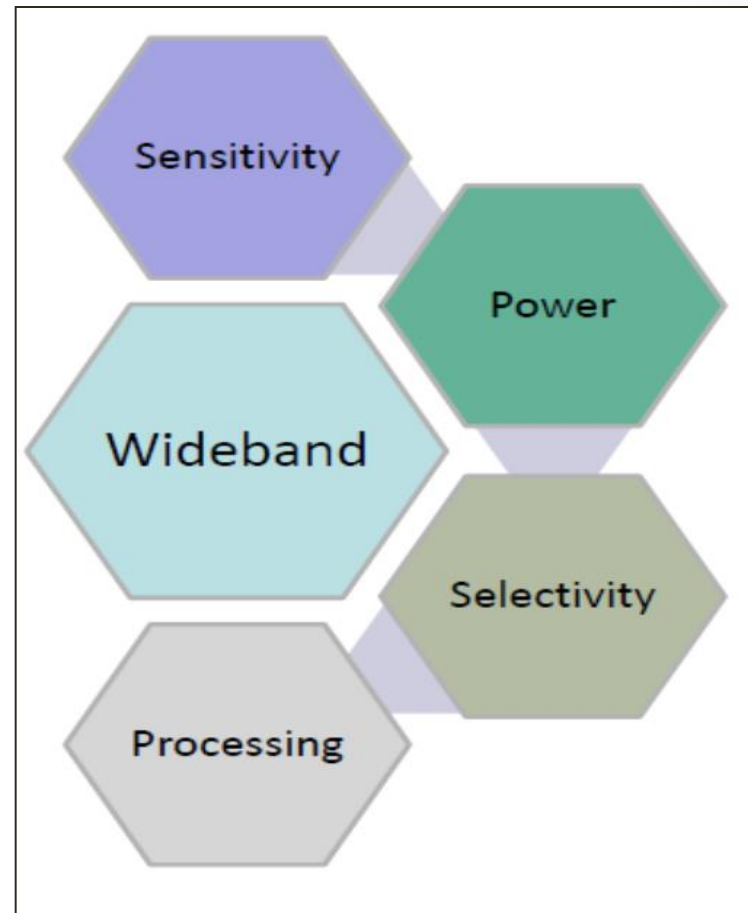 Sensitivity
Power
Wideband
Selectivity
Processing